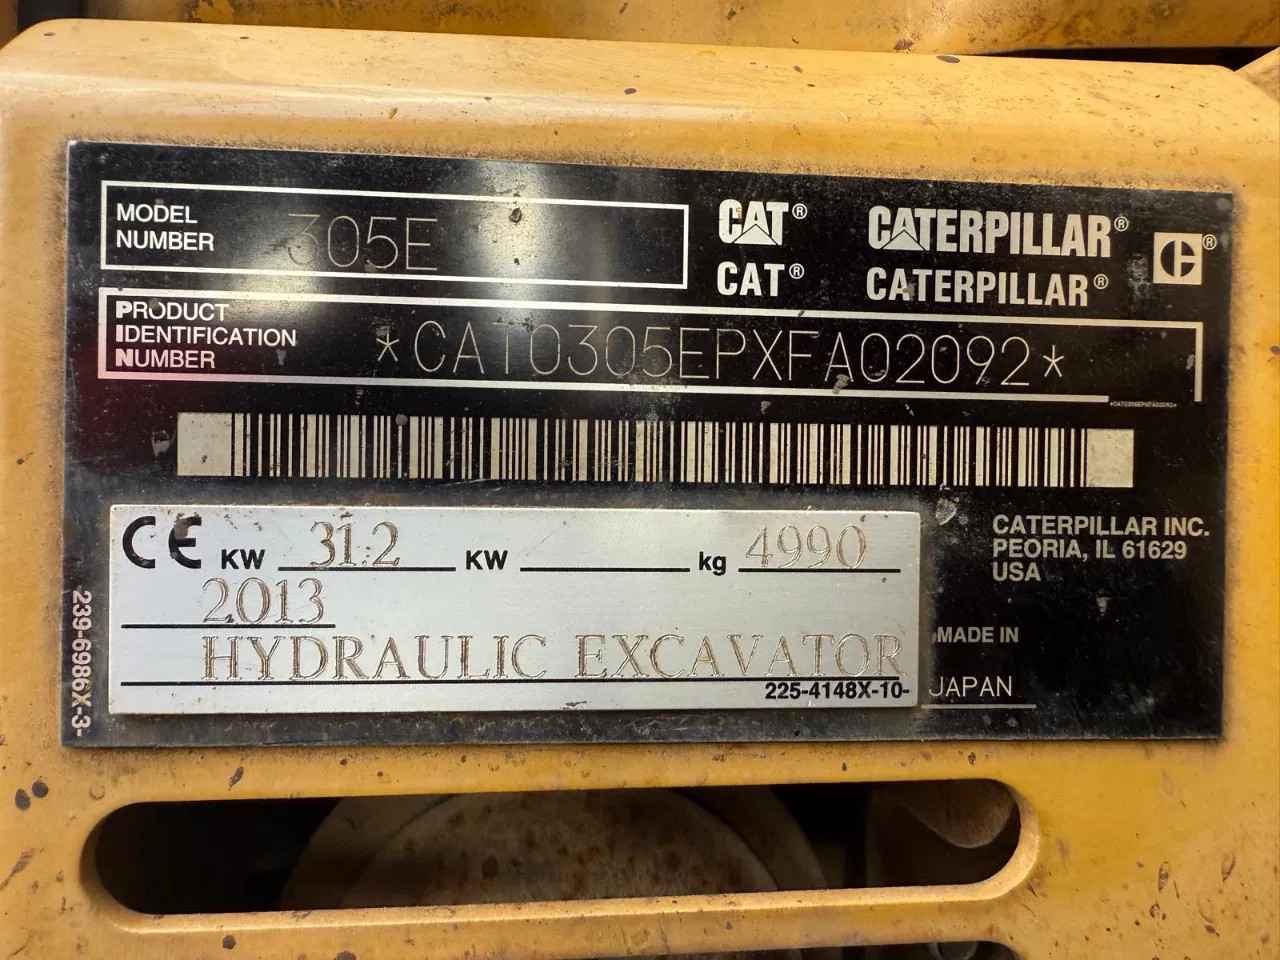 MODEL
NUMBER
305E
CAT® CATERPILLAR®
CAT® CATERPILLAR®
PRODUCT
IDENTIFICATION
NUMBER
*CAT0305EPXFA02092*
*CAT0305EPXFA02092*
CE KW 31.2 KW kg 4990
2013
HYDRAULIC EXCAVATOR
225-4148X-10-
239-6986X-3-
CATERPILLAR INC.
PEORIA, IL 61629
USA
MADE IN
JAPAN